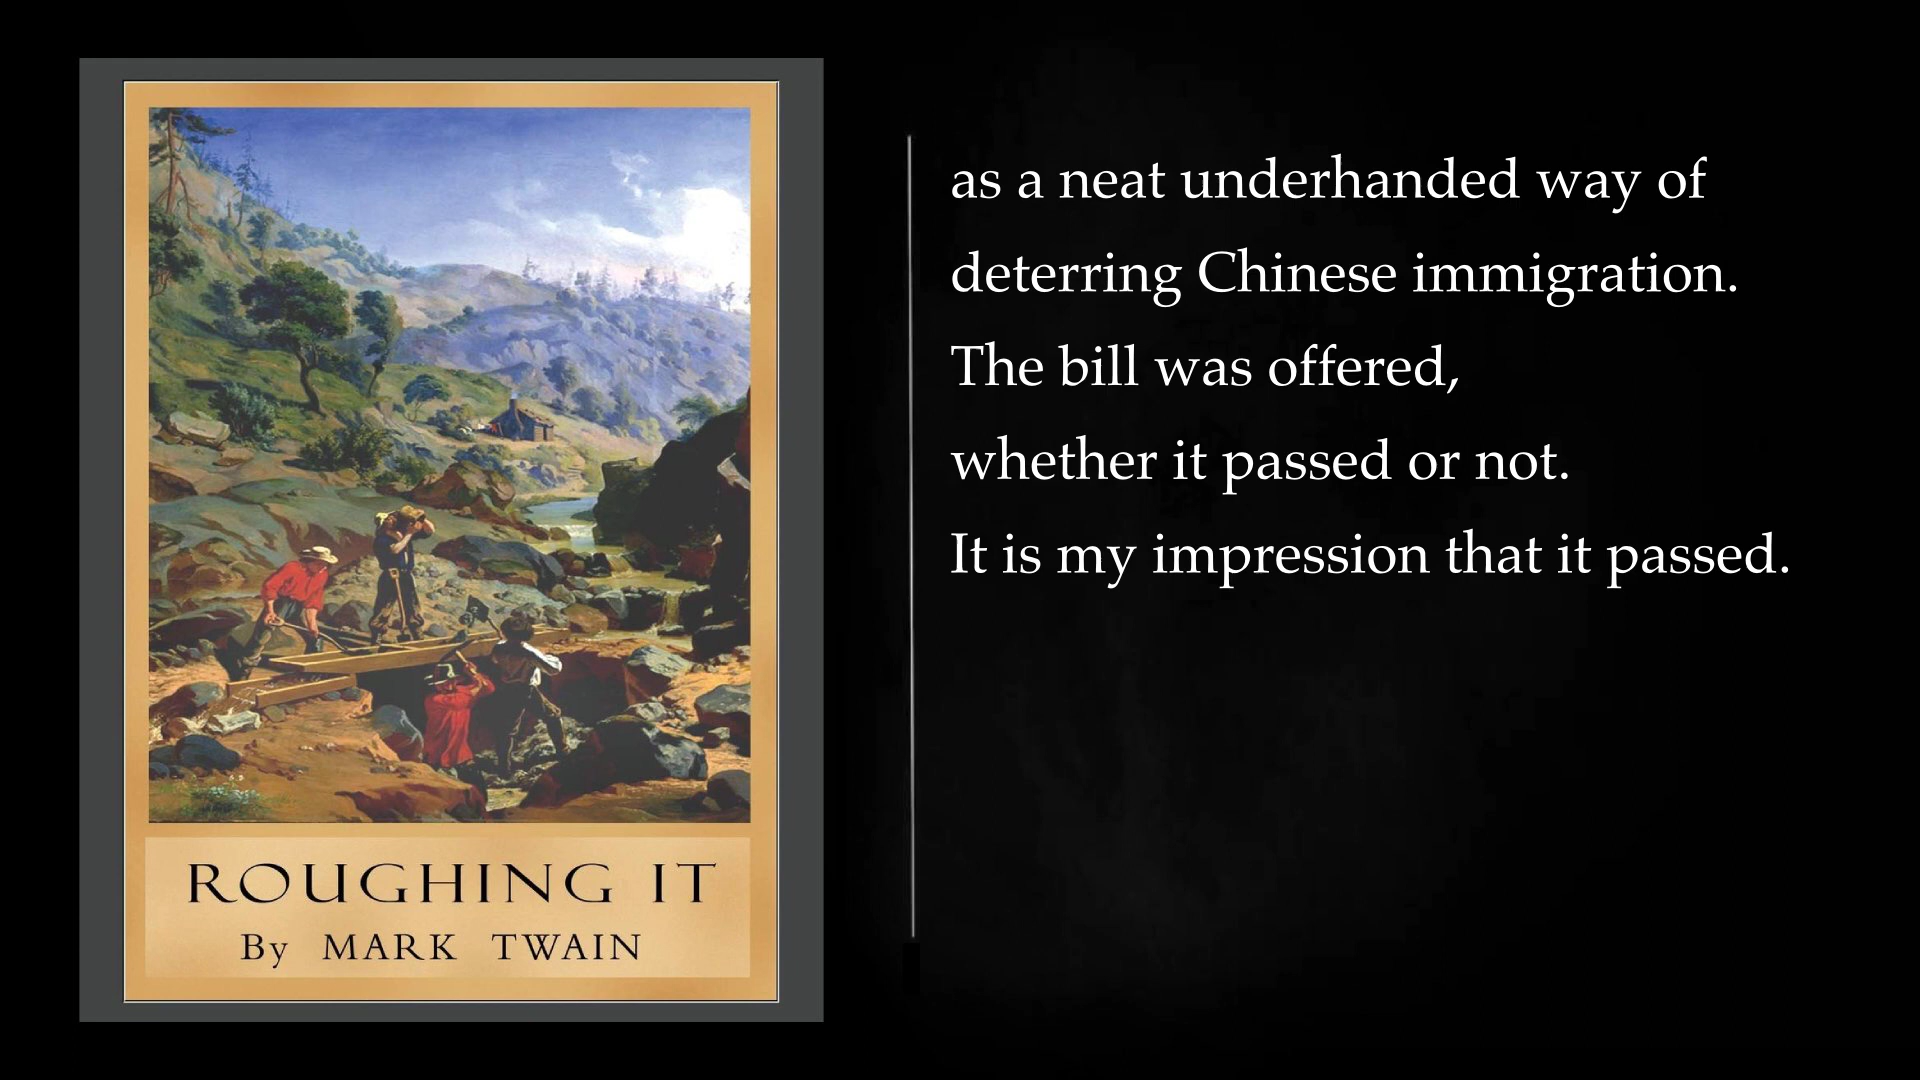 ROUGHING IT
By MARK TWAIN
as a neat underhanded way of
deterring Chinese immigration.
The bill was offered,
whether it passed or not.
It is my impression that it passed.